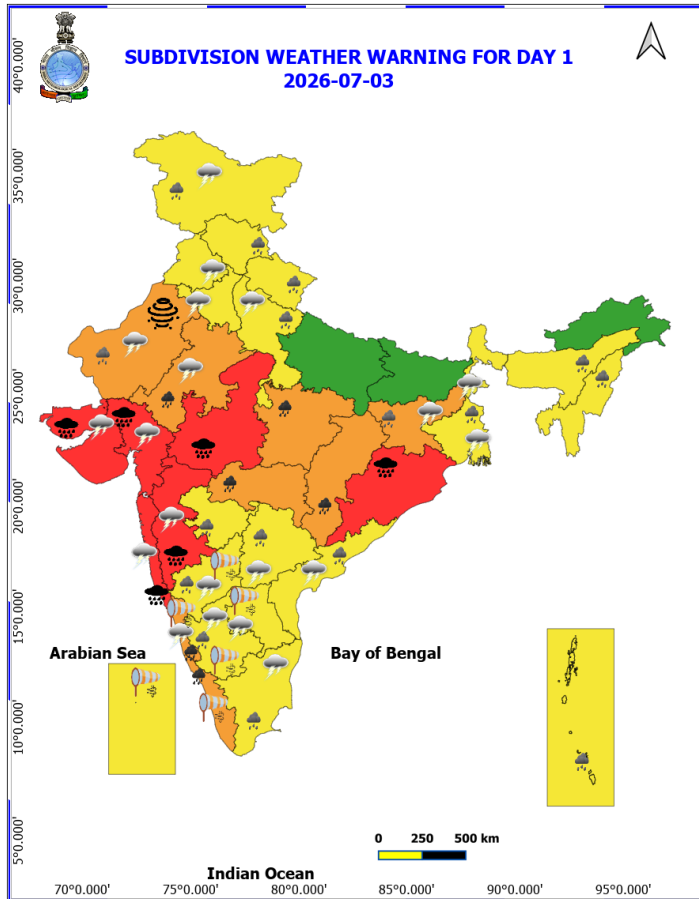 SUBDIVISION WEATHER WARNING FOR DAY 1
2026-07-03
40°0.000'
35°0.000'
30°0.000'
25°0.000'
20°0.000'
15°0.000'
10°0.000'
5°0.000'
Arabian Sea
Bay of Bengal
0 250 500 km
Indian Ocean
70°0.000' 75°0.000' 80°0.000' 85°0.000' 90°0.000' 95°0.000'